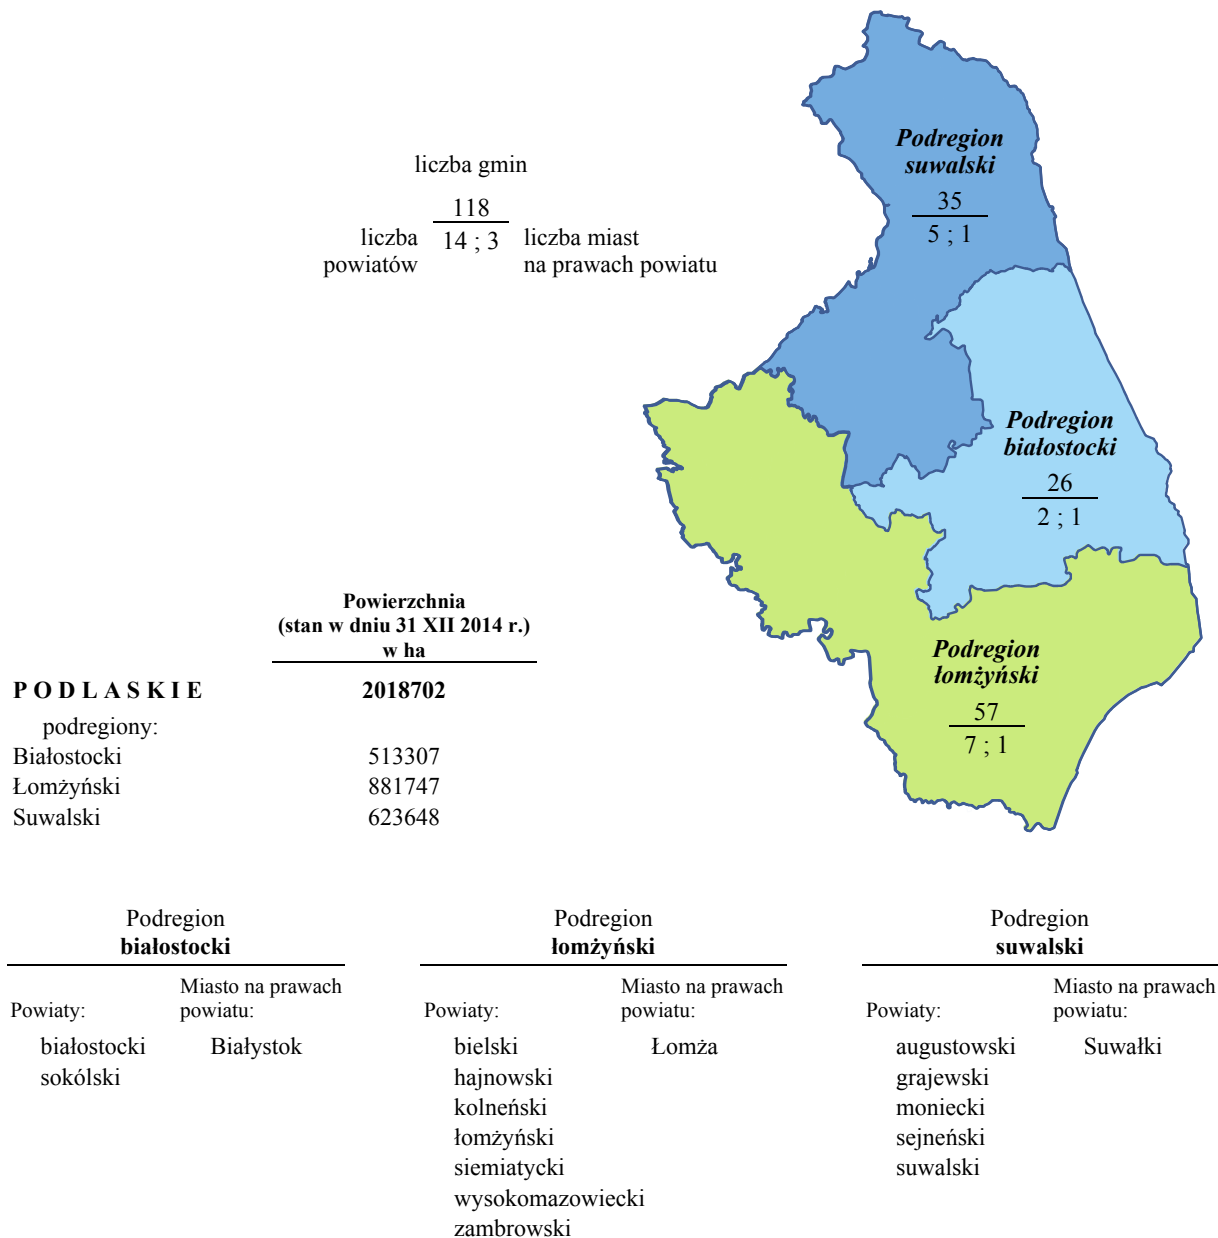 Podregion
suwalski
35
5 ; 1
liczba gmin
118
14 ; 3
liczba
powiatów
liczba miast
na prawach powiatu
Podregion
białostocki
26
2 ; 1
Podregion
łomżyński
57
7 ; 1
Powierzchnia
(stan w dniu 31 XII 2014 r.)
w ha
P O D L A S K I E 2018702
podregiony:
Białostocki 513307
Łomżyński 881747
Suwalski 623648
Podregion
białostocki
Powiaty:
Miasto na prawach
powiatu:
białostocki Białystok
sokólski
Podregion
łomżyński
Powiaty:
Miasto na prawach
powiatu:
bielski Łomża
hajnowski
kolneński
łomżyński
siemiatycki
wysokomazowiecki
zambrowski
Podregion
suwalski
Powiaty:
Miasto na prawach
powiatu:
augustowski Suwałki
grajewski
moniecki
sejneński
suwalski